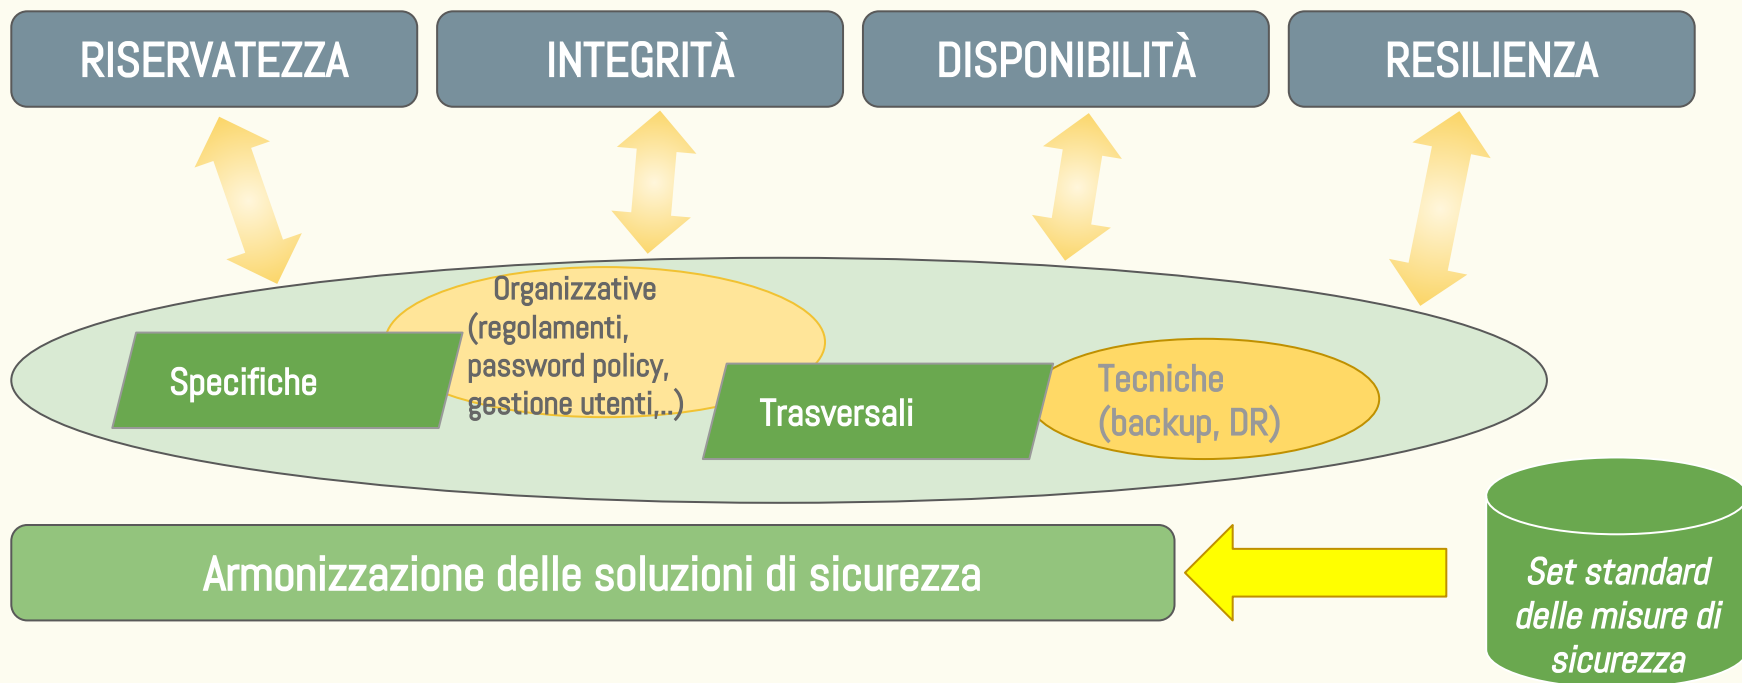 RISERVATEZZA
INTEGRITÀ
DISPONIBILITÀ
RESILIENZA
Organizzative
(regolamenti,
password policy,
gestione utenti,..)
Specifiche
Trasversali
Tecniche
(backup, DR)
Armonizzazione delle soluzioni di sicurezza
Set standard
delle misure di
sicurezza